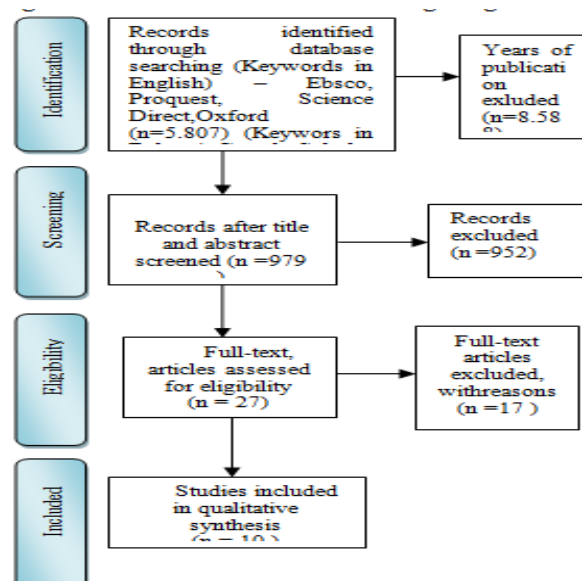 Identification
Records identified
through database
searching (Keywords in
English) – Ebsco,
Proquest, Science
Direct,Oxford
(n=5.807) (Keywors in
Years of
publicati
on
exluded
(n=8.58
Screening
Records after title
and abstract
screened (n =979
)
Records
excluded
(n =952)
Eligibility
Full-text,
articles assessed
for eligibility
(n = 27)
Full-text
articles
excluded,
withreasons
(n =17 )
Included
Studies included
in qualitative
synthesis
(n = 10 )